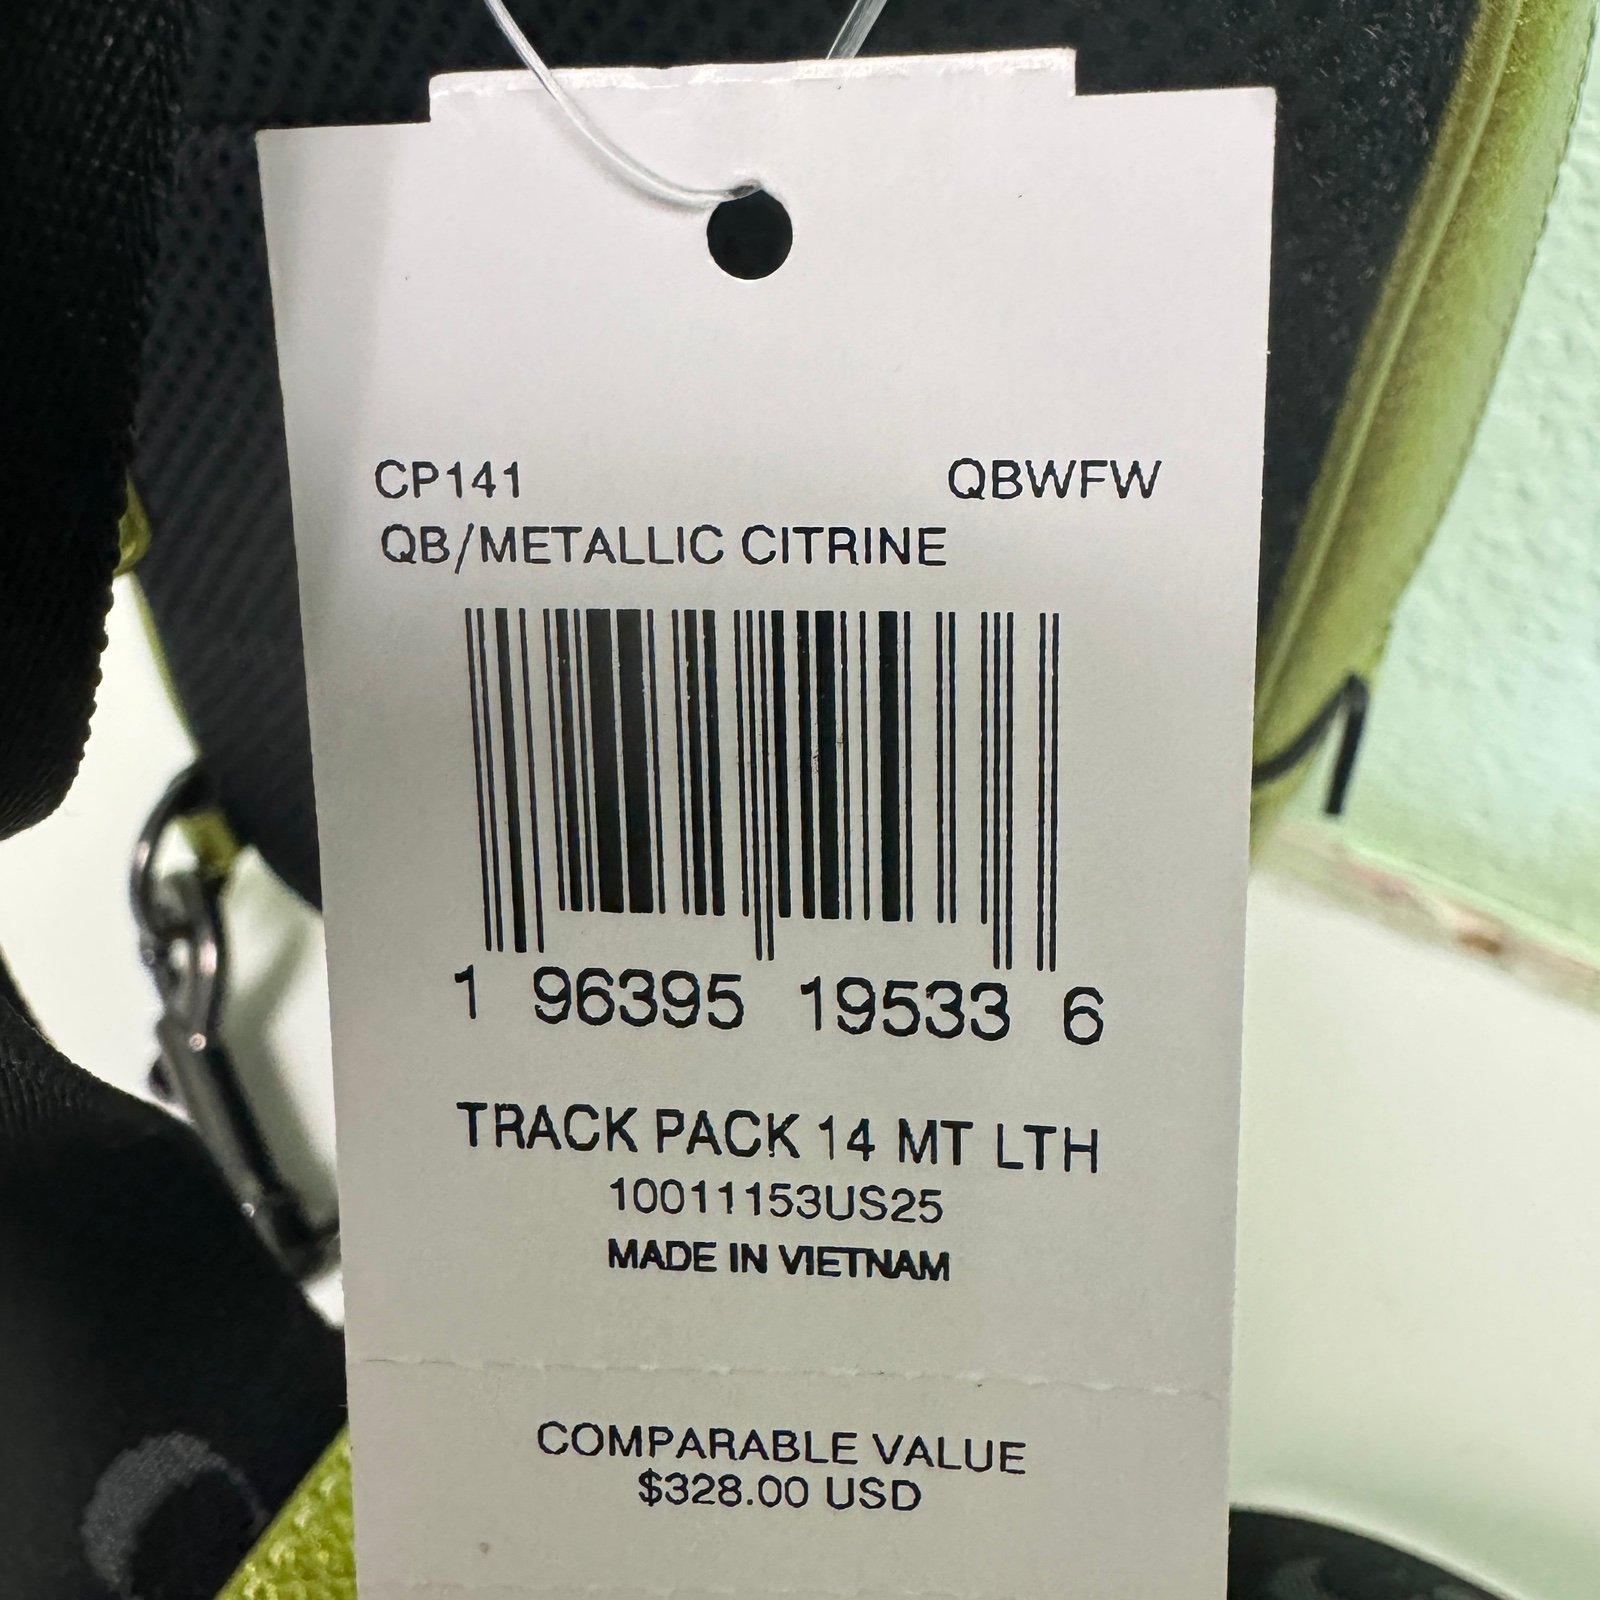 CP141 QBWFW
QB/METALLIC CITRINE
1 96395 19533 6
TRACK PACK 14 MT LTH
10011153US25
MADE IN VIETNAM
COMPARABLE VALUE
$328.00 USD